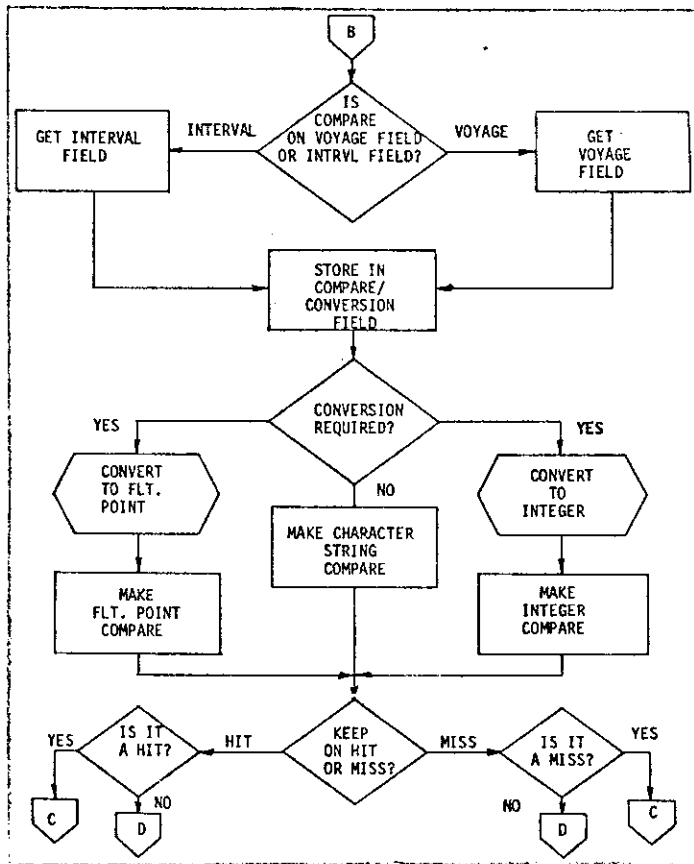 B
IS
COMPARE
ON VOYAGE FIELD
OR INTRVL FIELD?
INTERVAL
VOYAGE
GET INTERVAL
FIELD
GET
VOYAGE
FIELD
STORE IN
COMPARE/
CONVERSION
FIELD
CONVERSION
REQUIRED?
YES
YES
NO
CONVERT
TO FLT.
POINT
CONVERT
TO
INTEGER
MAKE CHARACTER
STRING
COMPARE
MAKE
FLT. POINT
COMPARE
MAKE
INTEGER
COMPARE
KEEP
ON HIT
OR MISS?
HIT
MISS
IS IT
A HIT?
YES
NO
IS IT
A MISS?
YES
NO
C
D
D
C